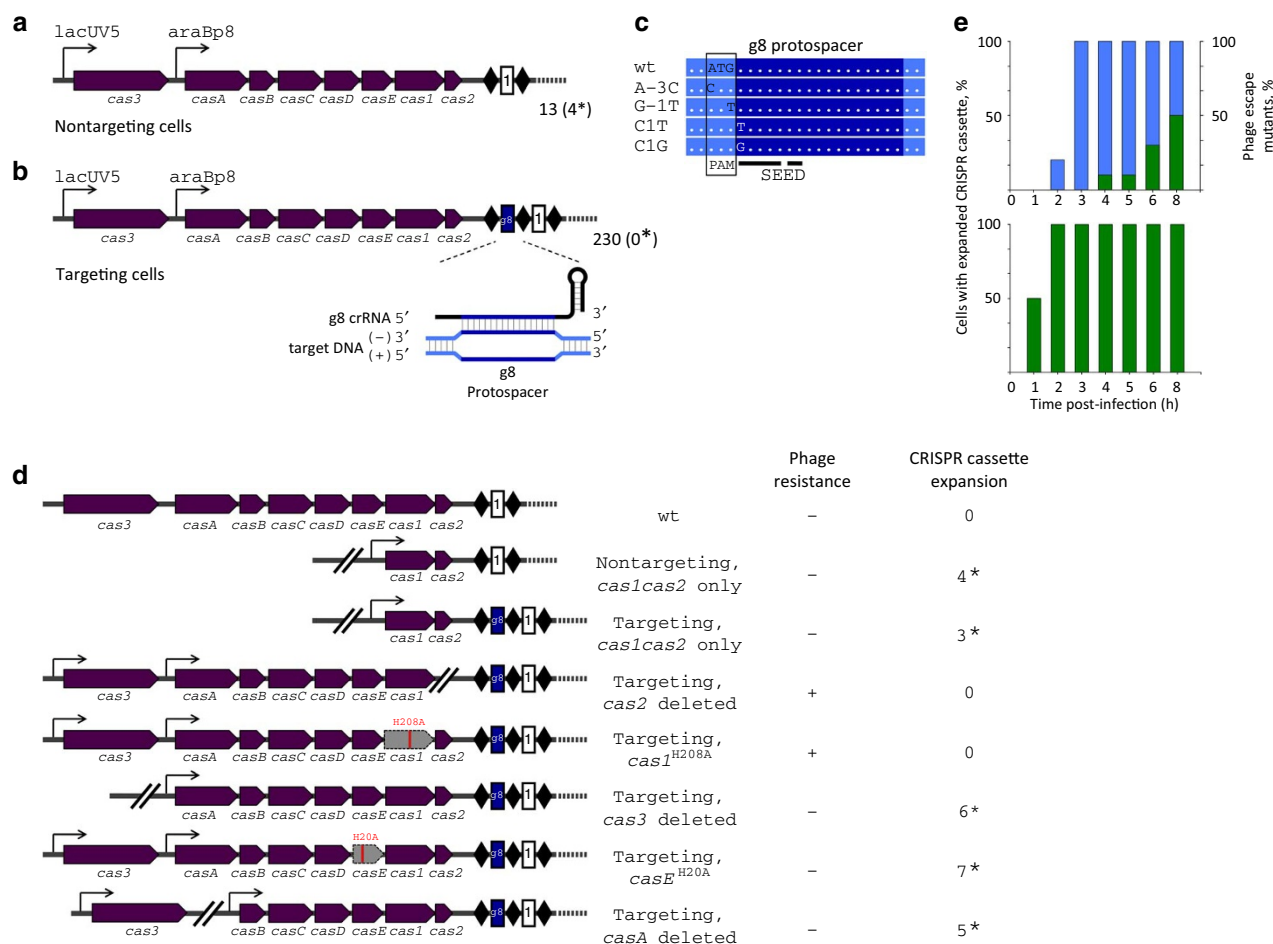 a
lacUV5 araBp8
1
cas3 casA casB casC casD casE cas1 cas2
13 (4*)
Nontargeting cells
b
lacUV5 araBp8
g8 1
cas3 casA casB casC casD casE cas1 cas2
230 (0*)
Targeting cells
g8 crRNA 5′ 3′
target DNA (−) 3′ 5′
(+) 5′ 3′
g8
Protospacer
c
g8 protospacer
wt ATG
A-3C C
G-1T T
C1T T
C1G G
PAM
SEED
e
Cells with expanded CRISPR cassette, %
Phage escape mutants, %
100 100
50 50
0 1 2 3 4 5 6 8
100
50
0 1 2 3 4 5 6 8
Time post-infection (h)
d
Phage resistance
CRISPR cassette expansion
1
cas3 casA casB casC casD casE cas1 cas2
wt – 0
1
cas1 cas2
Nontargeting,
cas1cas2 only – 4*
g8 1
cas1 cas2
Targeting,
cas1cas2 only – 3*
g8 1
cas3 casA casB casC casD casE cas1
Targeting,
cas2 deleted + 0
H208A
g8 1
cas3 casA casB casC casD casE cas1 cas2
Targeting,
cas1H208A + 0
g8 1
casA casB casC casD casE cas1 cas2
Targeting,
cas3 deleted – 6*
H20A
g8 1
cas3 casA casB casC casD casE cas1 cas2
Targeting,
casEH20A – 7*
g8 1
cas3 casB casC casD casE cas1 cas2
Targeting,
casA deleted – 5*